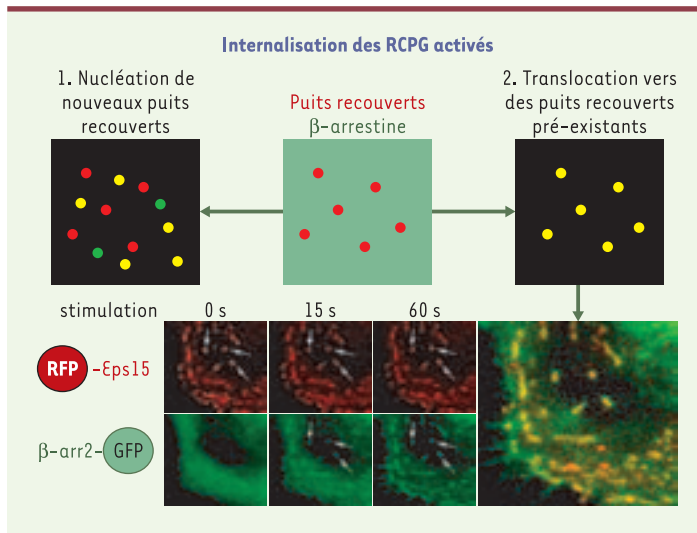 Internalisation des RCPG activés
1. Nucléation de
nouveaux puits
recouverts
Puits recouverts
β-arrestine
2. Translocation vers
des puits recouverts
pré-existants
stimulation 0 s 15 s 60 s
RFP -Eps15
β-arr2- GFP